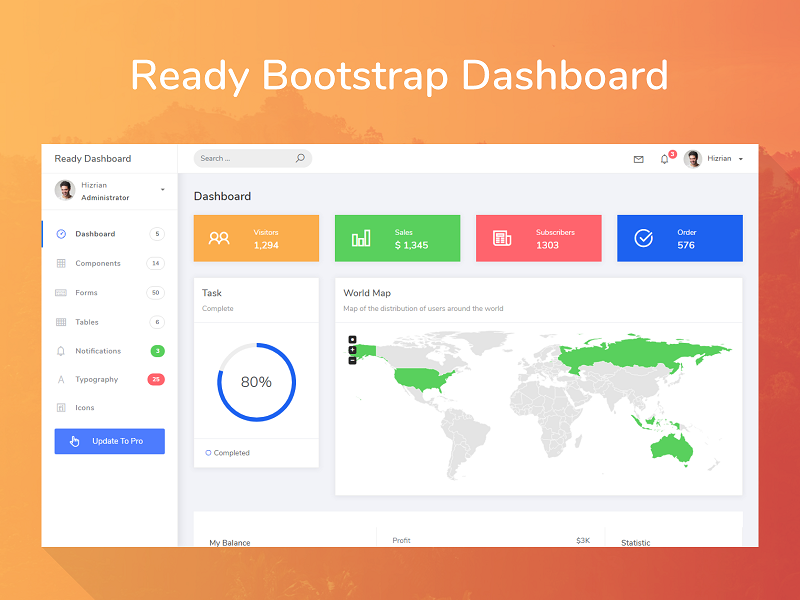 Ready Bootstrap Dashboard
Ready Dashboard
Search ...
3
Hizrian
Hizrian
Administrator
Dashboard 5
Components 14
Forms 50
Tables 6
Notifications 3
Typography 25
Icons
Update To Pro
Dashboard
Visitors
1,294
Sales
$ 1,345
Subscribers
1303
Order
576
Task
Complete
80%
Completed
World Map
Map of the distribution of users around the world
My Balance
Profit $3K
Statistic